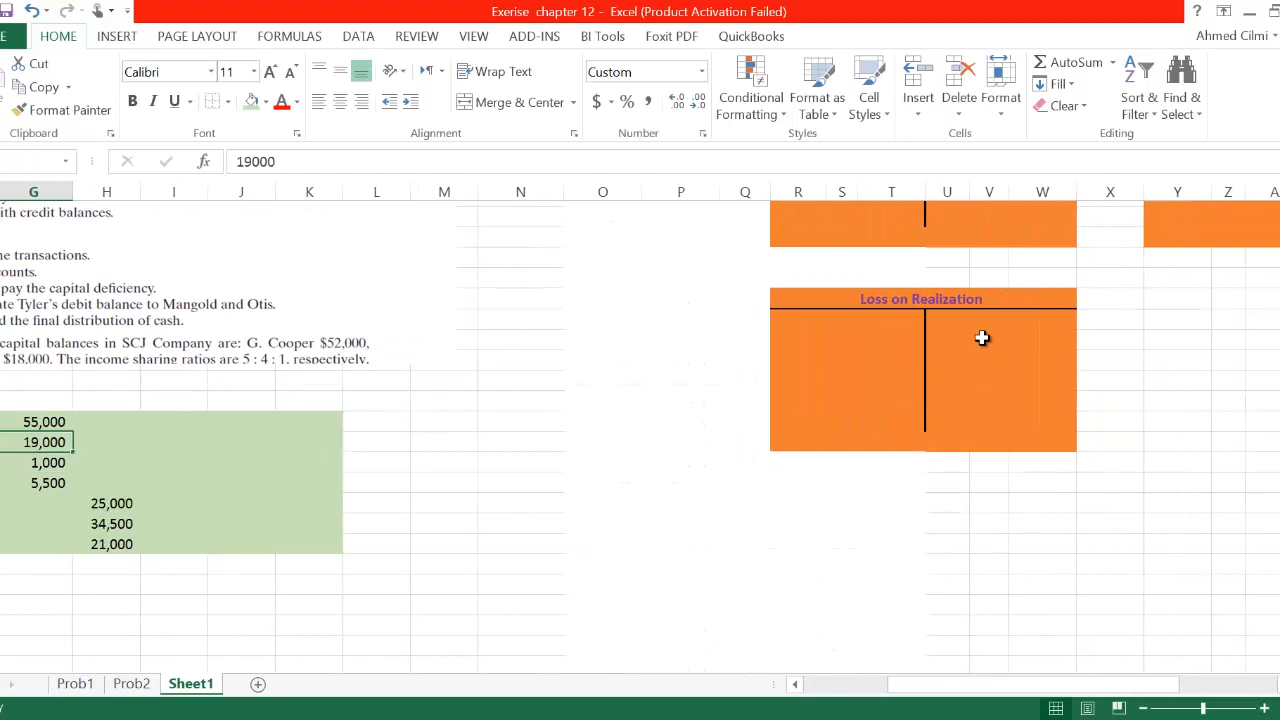 Exerise chapter 12 - Excel (Product Activation Failed)
E HOME INSERT PAGE LAYOUT FORMULAS DATA REVIEW VIEW ADD-INS BI Tools Foxit PDF QuickBooks Ahmed Cilmi
Cut
Copy
Format Painter
Clipboard
Calibri 11
B I U
Font
Wrap Text
Merge & Center
Alignment
Custom
$ % ,
Number
Conditional Formatting
Format as Table
Cell Styles
Styles
Insert Delete Format
Cells
AutoSum
Fill
Clear
Sort & Filter
Find & Select
Editing
fx 19000
G H I J K L M N O P Q R S T U V W X Y Z A
ith credit balances.
ne transactions.
counts.
pay the capital deficiency.
ate Tyler's debit balance to Mangold and Otis.
d the final distribution of cash.
capital balances in SCJ Company are: G. Cooper $52,000,
$18,000. The income sharing ratios are 5 : 4 : 1, respectively.
Loss on Realization
55,000
19,000
1,000
5,500
25,000
34,500
21,000
Prob1 Prob2 Sheet1